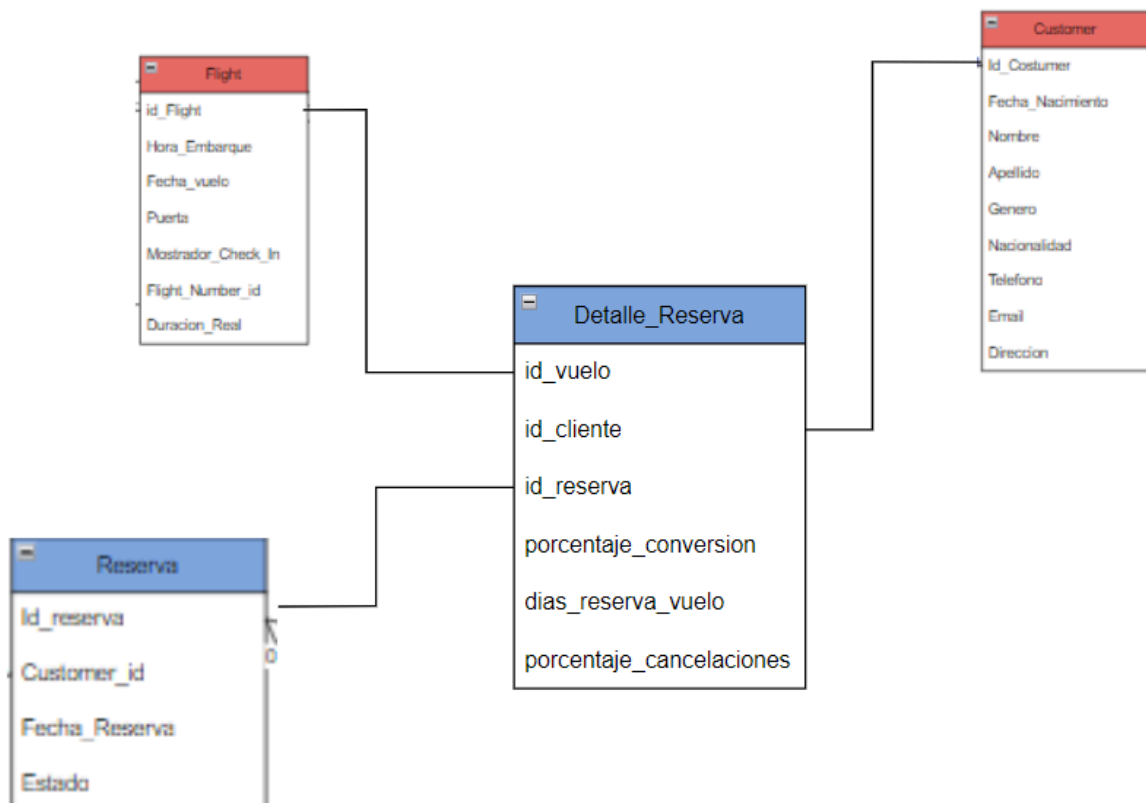 Flight
id_Flight
Hora_Embarque
Fecha_vuelo
Puerta
Mostrador_Check_In
Flight_Number_id
Duracion_Real
Customer
Id_Costumer
Fecha_Nacimiento
Nombre
Apellido
Genero
Nacionalidad
Telefono
Email
Direccion
Detalle_Reserva
id_vuelo
id_cliente
id_reserva
porcentaje_conversion
dias_reserva_vuelo
porcentaje_cancelaciones
Reserva
Id_reserva
Customer_id
Fecha_Reserva
Estado